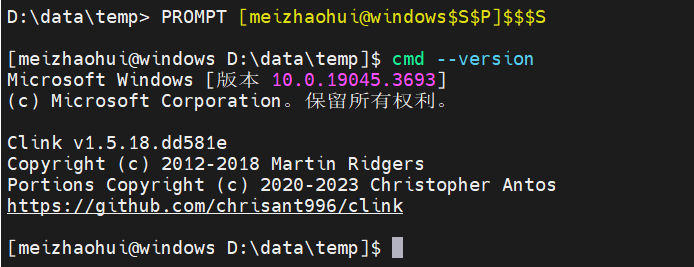 D:\data\temp> PROMPT [meizhaohui@windows$S$P]$$$S
[meizhaohui@windows D:\data\temp]$ cmd --version
Microsoft Windows [版本 10.0.19045.3693]
(c) Microsoft Corporation。保留所有权利。
Clink v1.5.18.dd581e
Copyright (c) 2012-2018 Martin Ridgers
Portions Copyright (c) 2020-2023 Christopher Antos
https://github.com/chrisant996/clink
[meizhaohui@windows D:\data\temp]$